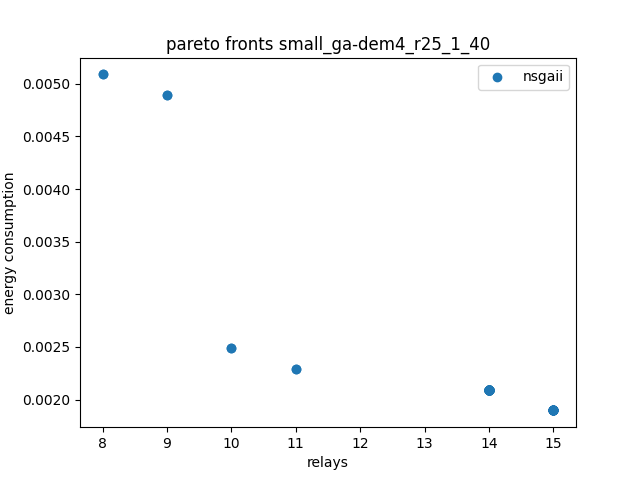 pareto fronts small_ga-dem4_r25_1_40
nsgaii
energy consumption
0.0050
0.0045
0.0040
0.0035
0.0030
0.0025
0.0020
8 9 10 11 12 13 14 15
relays